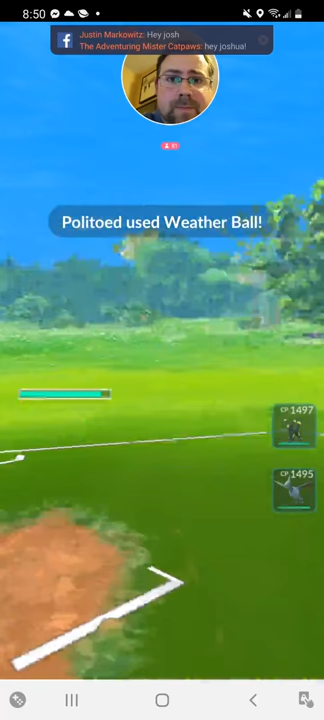 8:50
Justin Markowitz: Hey josh
The Adventuring Mister Catpaws: hey joshua!
91
Politoed used Weather Ball!
CP 1497
CP 1495